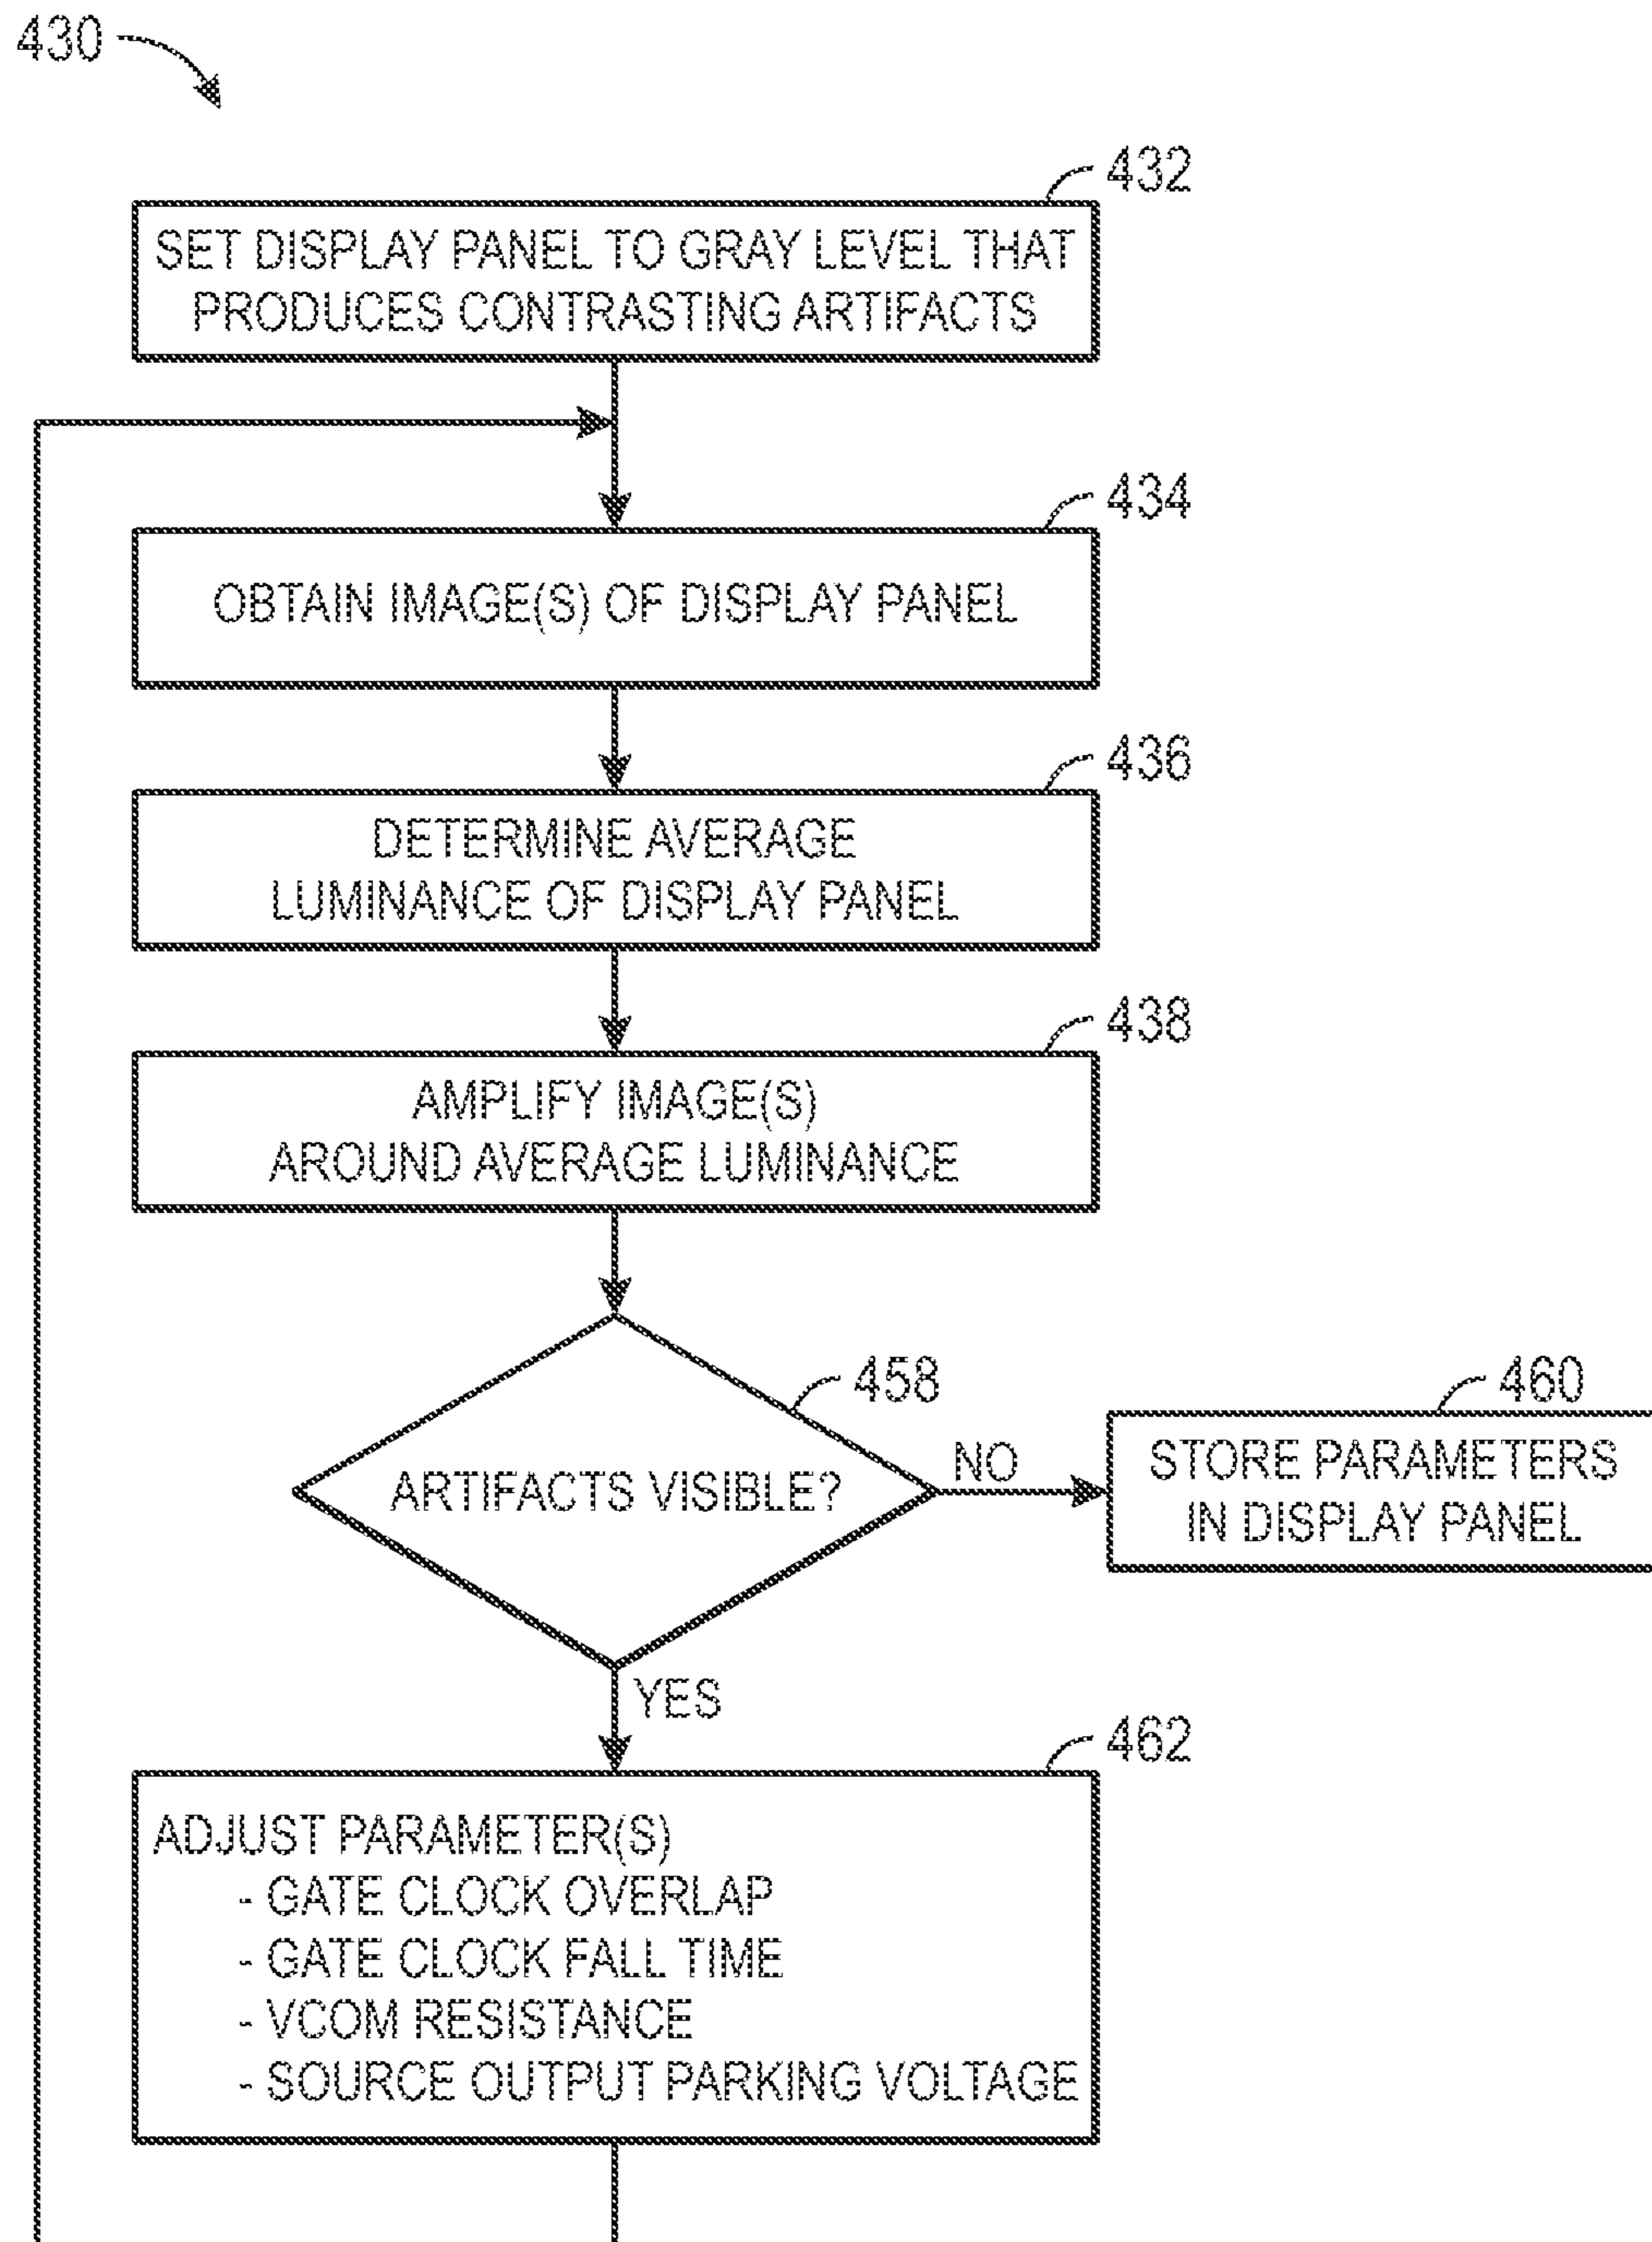 430
432
SET DISPLAY PANEL TO GRAY LEVEL THAT
PRODUCES CONTRASTING ARTIFACTS
434
OBTAIN IMAGE(S) OF DISPLAY PANEL
436
DETERMINE AVERAGE
LUMINANCE OF DISPLAY PANEL
438
AMPLIFY IMAGE(S)
AROUND AVERAGE LUMINANCE
458
ARTIFACTS VISIBLE?
NO
460
STORE PARAMETERS
IN DISPLAY PANEL
YES
462
ADJUST PARAMETER(S)
- GATE CLOCK OVERLAP
- GATE CLOCK FALL TIME
- VCOM RESISTANCE
- SOURCE OUTPUT PARKING VOLTAGE